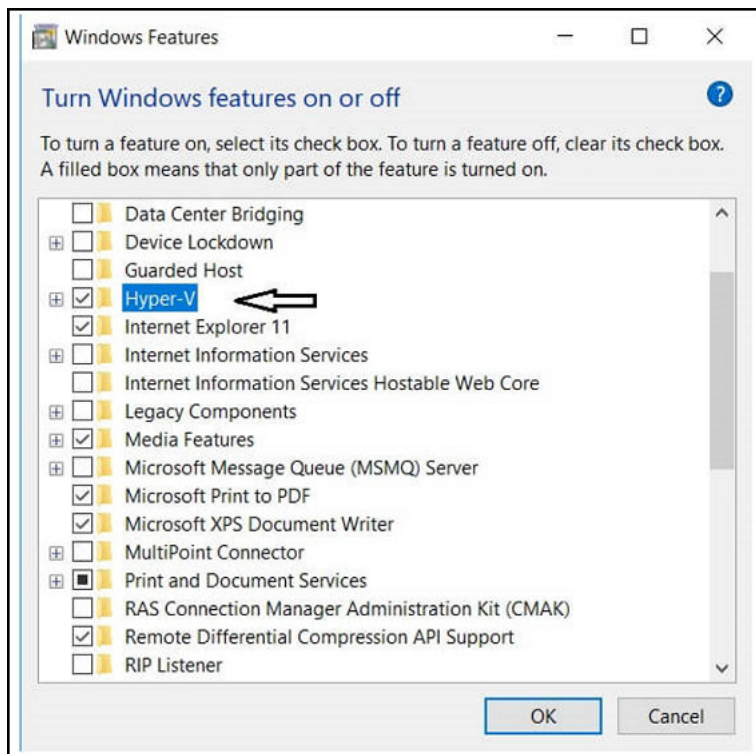 Windows Features
Turn Windows features on or off
?
To turn a feature on, select its check box. To turn a feature off, clear its check box.
A filled box means that only part of the feature is turned on.
Data Center Bridging
Device Lockdown
Guarded Host
Hyper-V
Internet Explorer 11
Internet Information Services
Internet Information Services Hostable Web Core
Legacy Components
Media Features
Microsoft Message Queue (MSMQ) Server
Microsoft Print to PDF
Microsoft XPS Document Writer
MultiPoint Connector
Print and Document Services
RAS Connection Manager Administration Kit (CMAK)
Remote Differential Compression API Support
RIP Listener
OK
Cancel